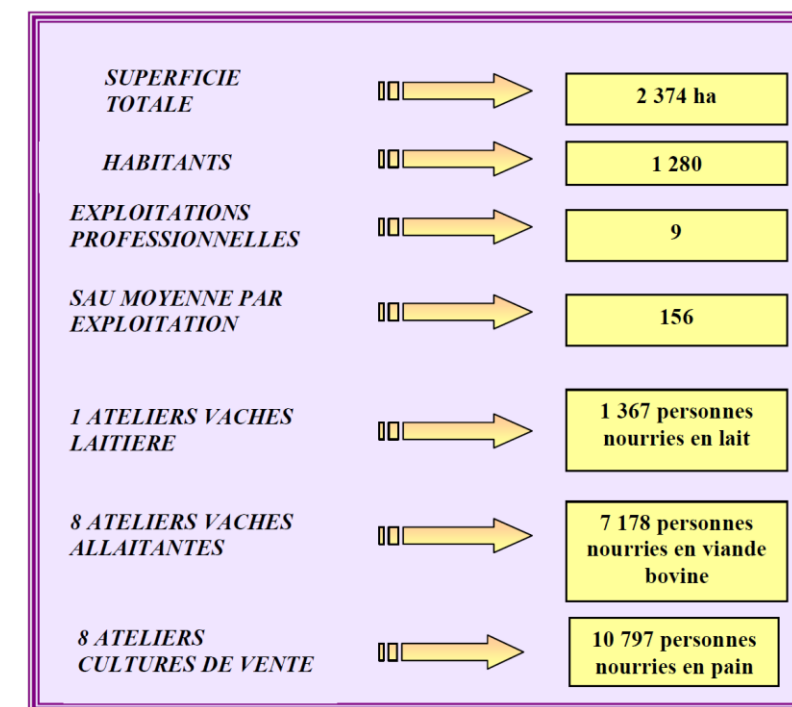 SUPERFICIE
TOTALE
2 374 ha
HABITANTS
1 280
EXPLOITATIONS
PROFESSIONNELLES
9
SAU MOYENNE PAR
EXPLOITATION
156
1 ATELIERS VACHES
LAITIERE
1 367 personnes
nourries en lait
8 ATELIERS VACHES
ALLAITANTES
7 178 personnes
nourries en viande
bovine
8 ATELIERS
CULTURES DE VENTE
10 797 personnes
nourries en pain